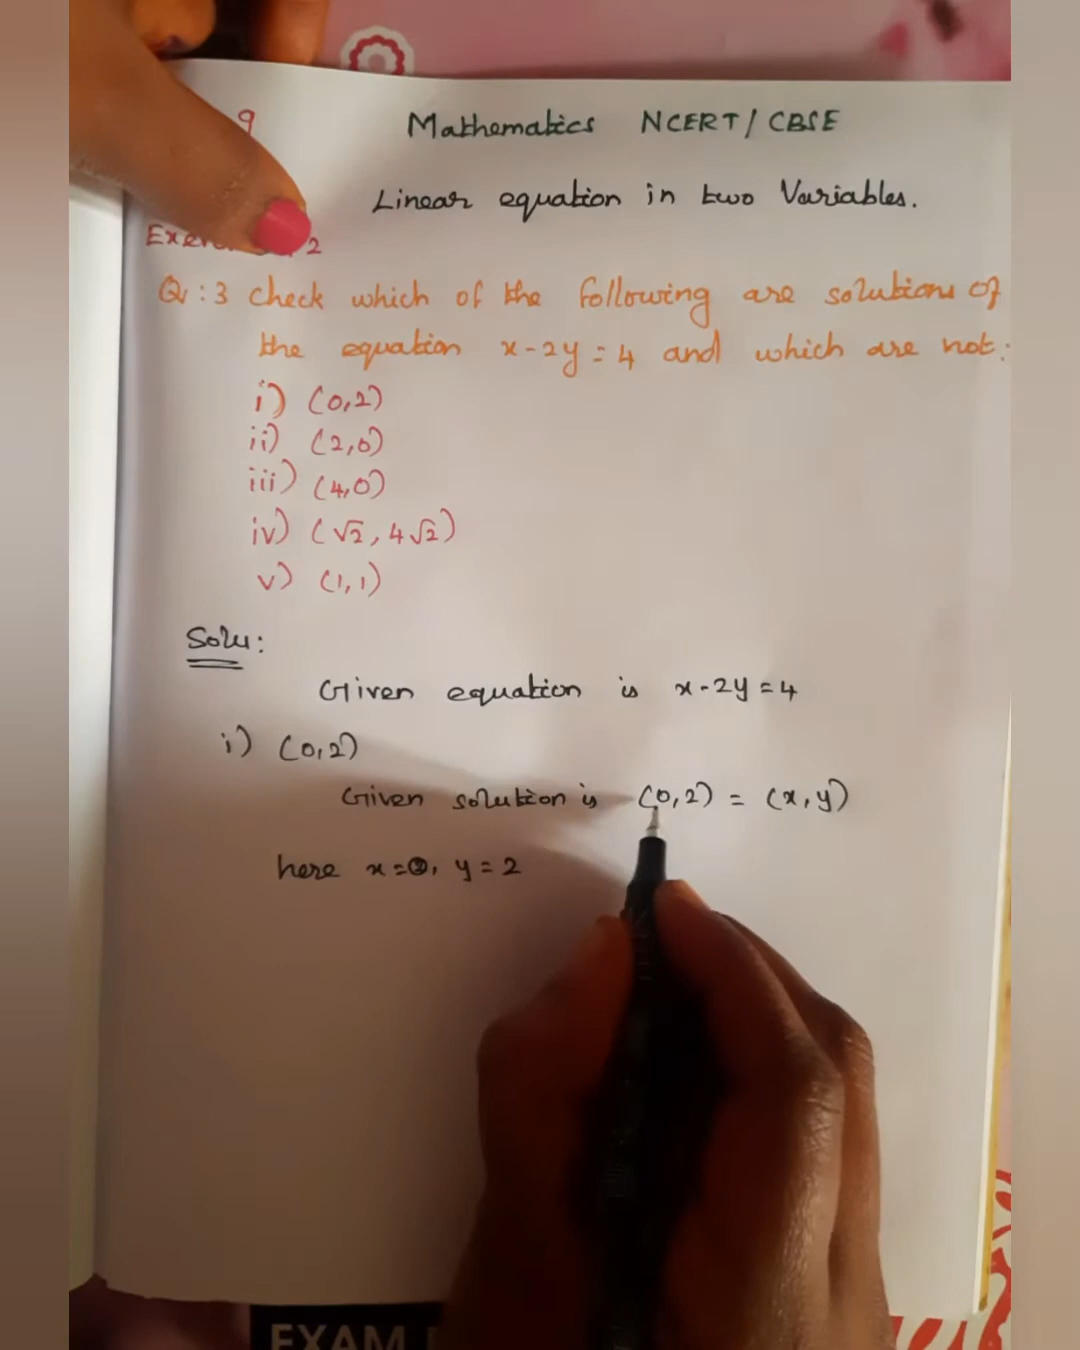 9
Mathematics NCERT/CBSE
Linear equation in two Variables.
2
Q: 3 check which of the following are solutions of
the equation x-2y=4 and which are not:
i) (0,2)
ii) (2,0)
iii) (4,0)
iv) (√2, 4√2)
v) (1,1)
Solu:
Given equation is x-2y=4
i) (0,2)
Given solution is (0,2) = (x,y)
here x=0, y=2
EXAM